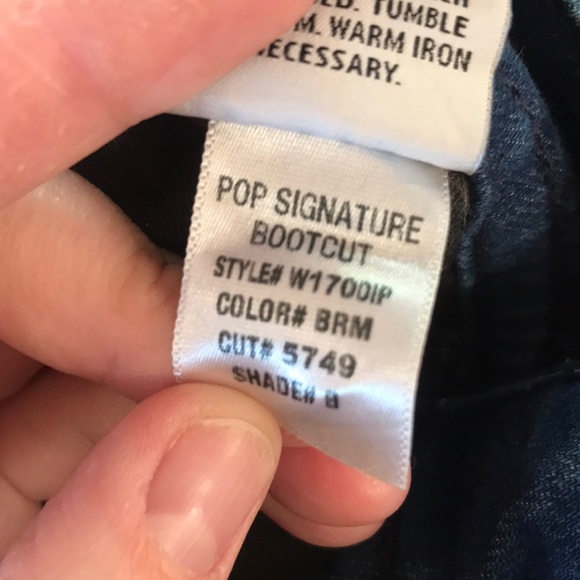 TUMBLE
WARM IRON
NECESSARY.
POP SIGNATURE
BOOTCUT
STYLE# W1700IP
COLOR# BRM
CUT# 5749
SHADE# B